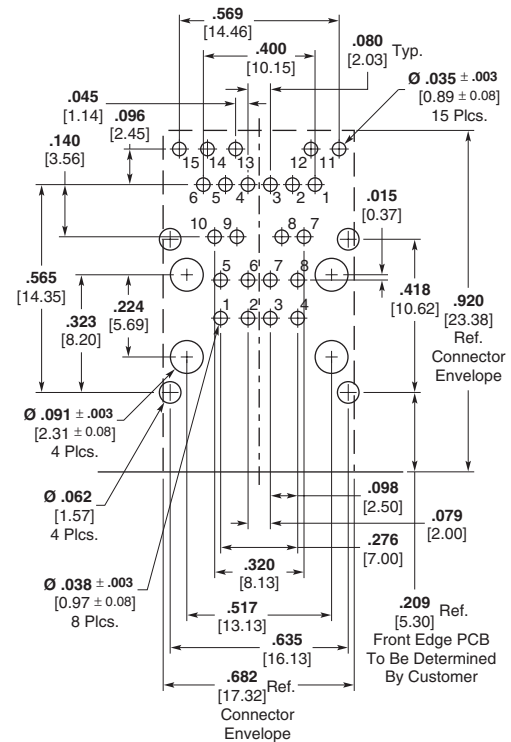 .569
[14.46]
.400
[10.15]
.080 Typ.
[2.03]
Ø .035 ± .003
[0.89 ± 0.08]
15 Plcs.
.045
[1.14]
.096
[2.45]
.140
[3.56]
15 14 13 12 11
6 5 4 3 2 1
.015
[0.37]
10 9 8 7
5 6 7 8
1 2 3 4
.565
[14.35]
.323
[8.20]
.224
[5.69]
.418
[10.62]
.920
[23.38]
Ref.
Connector
Envelope
Ø .091 ± .003
[2.31 ± 0.08]
4 Plcs.
Ø .062
[1.57]
4 Plcs.
Ø .038 ± .003
[0.97 ± 0.08]
8 Plcs.
.098
[2.50]
.079
[2.00]
.276
[7.00]
.320
[8.13]
.517
[13.13]
.635
[16.13]
.682
[17.32] Ref.
Connector
Envelope
.209
[5.30] Ref.
Front Edge PCB
To Be Determined
By Customer